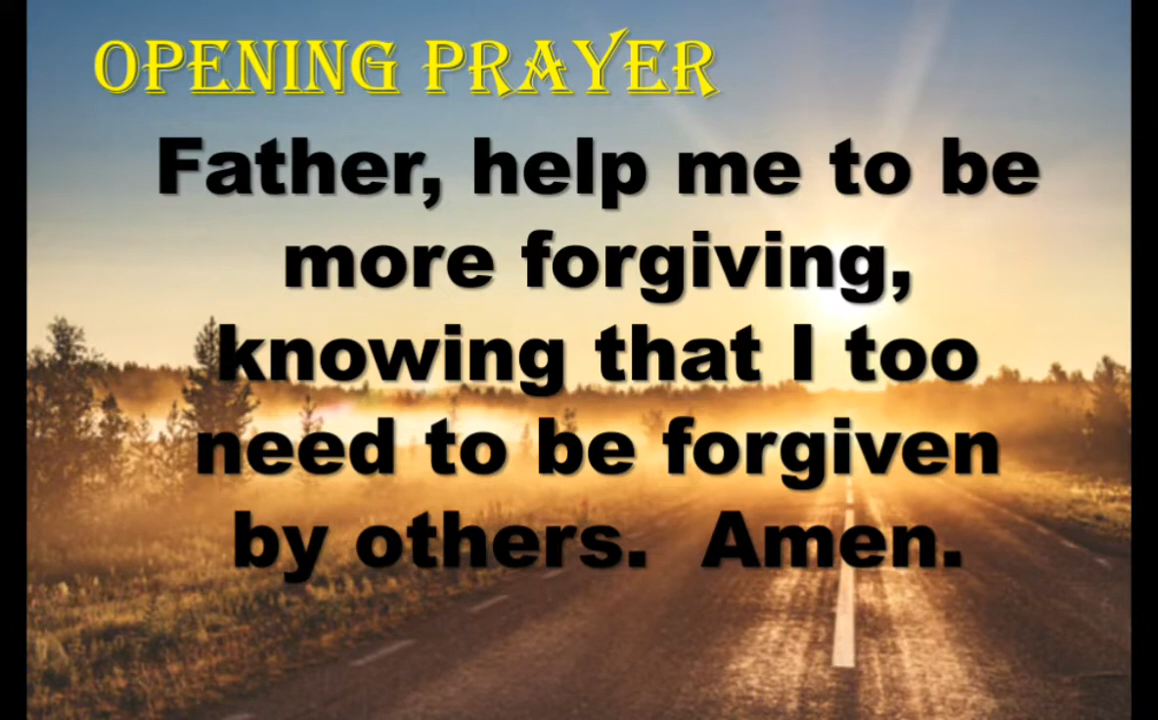 OPENING PRAYER
Father, help me to be
more forgiving,
knowing that I too
need to be forgiven
by others.  Amen.